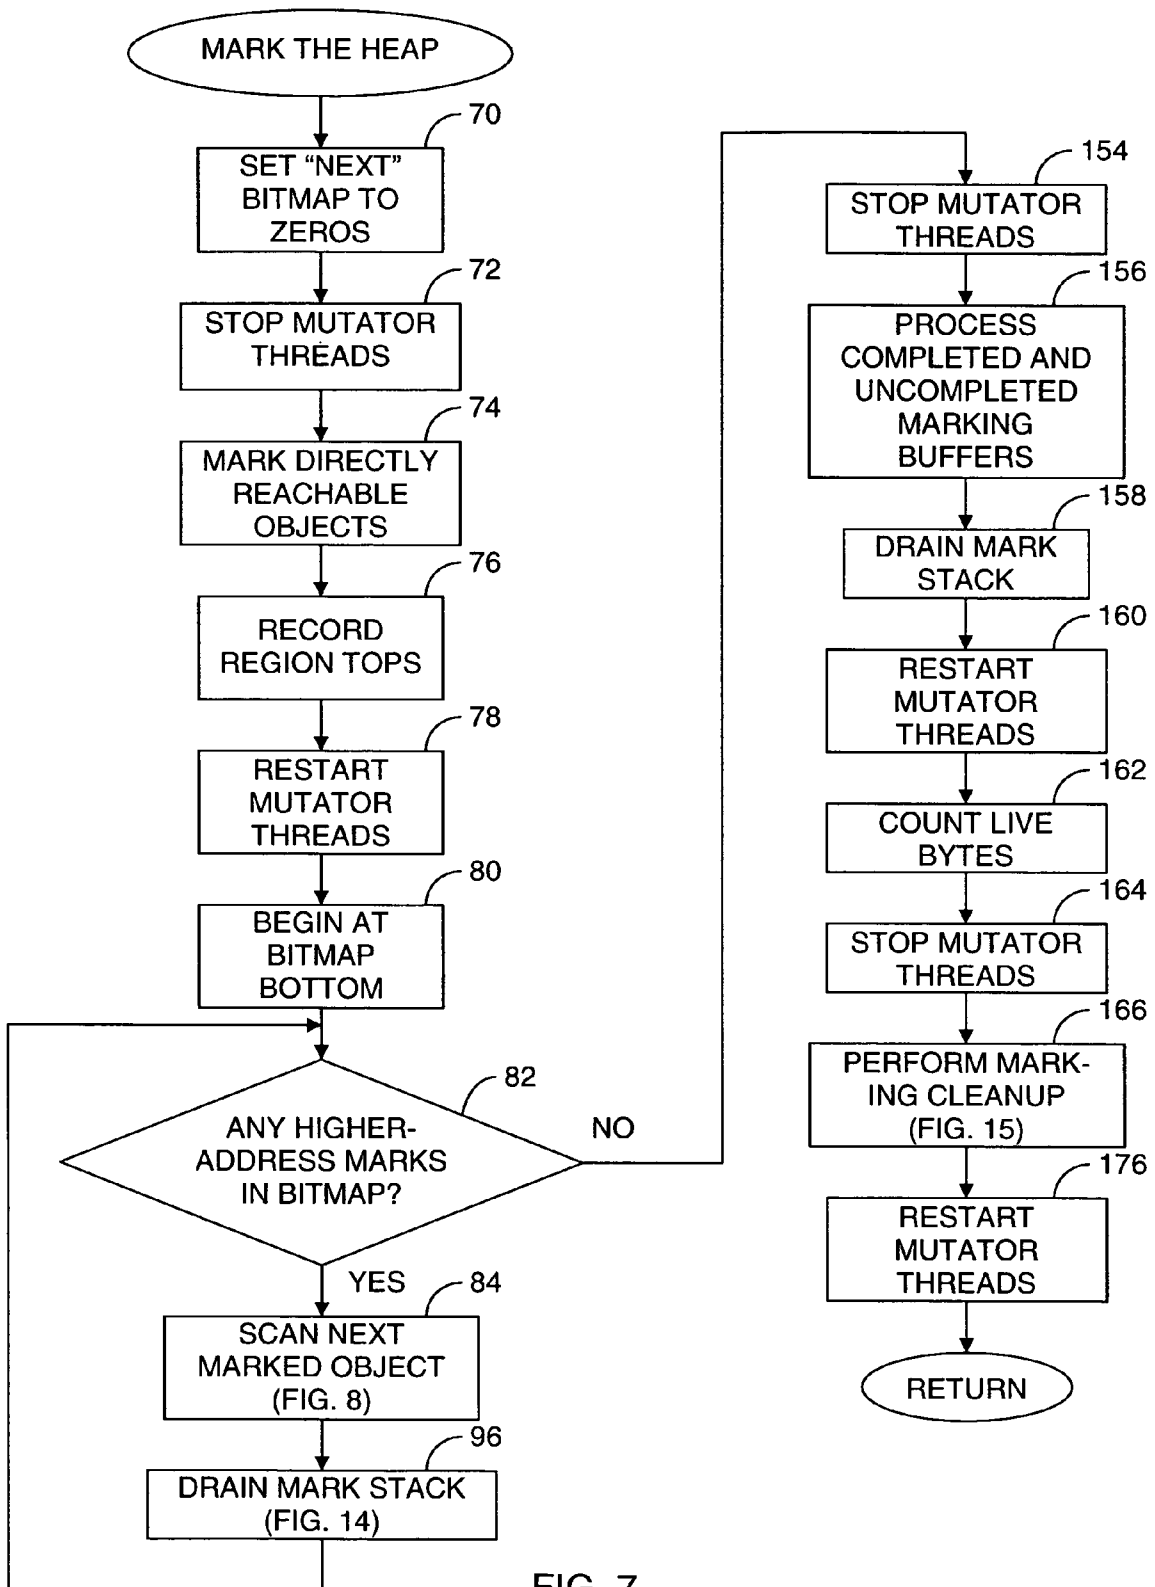 MARK THE HEAP
70
SET “NEXT”
BITMAP TO
ZEROS
72
STOP MUTATOR
THREADS
74
MARK DIRECTLY
REACHABLE
OBJECTS
76
RECORD
REGION TOPS
78
RESTART
MUTATOR
THREADS
80
BEGIN AT
BITMAP
BOTTOM
82
ANY HIGHER-
ADDRESS MARKS
IN BITMAP?
NO
YES
84
SCAN NEXT
MARKED OBJECT
(FIG. 8)
96
DRAIN MARK STACK
(FIG. 14)
154
STOP MUTATOR
THREADS
156
PROCESS
COMPLETED AND
UNCOMPLETED
MARKING
BUFFERS
158
DRAIN MARK
STACK
160
RESTART
MUTATOR
THREADS
162
COUNT LIVE
BYTES
164
STOP MUTATOR
THREADS
166
PERFORM MARK-
ING CLEANUP
(FIG. 15)
176
RESTART
MUTATOR
THREADS
RETURN
FIG. 7